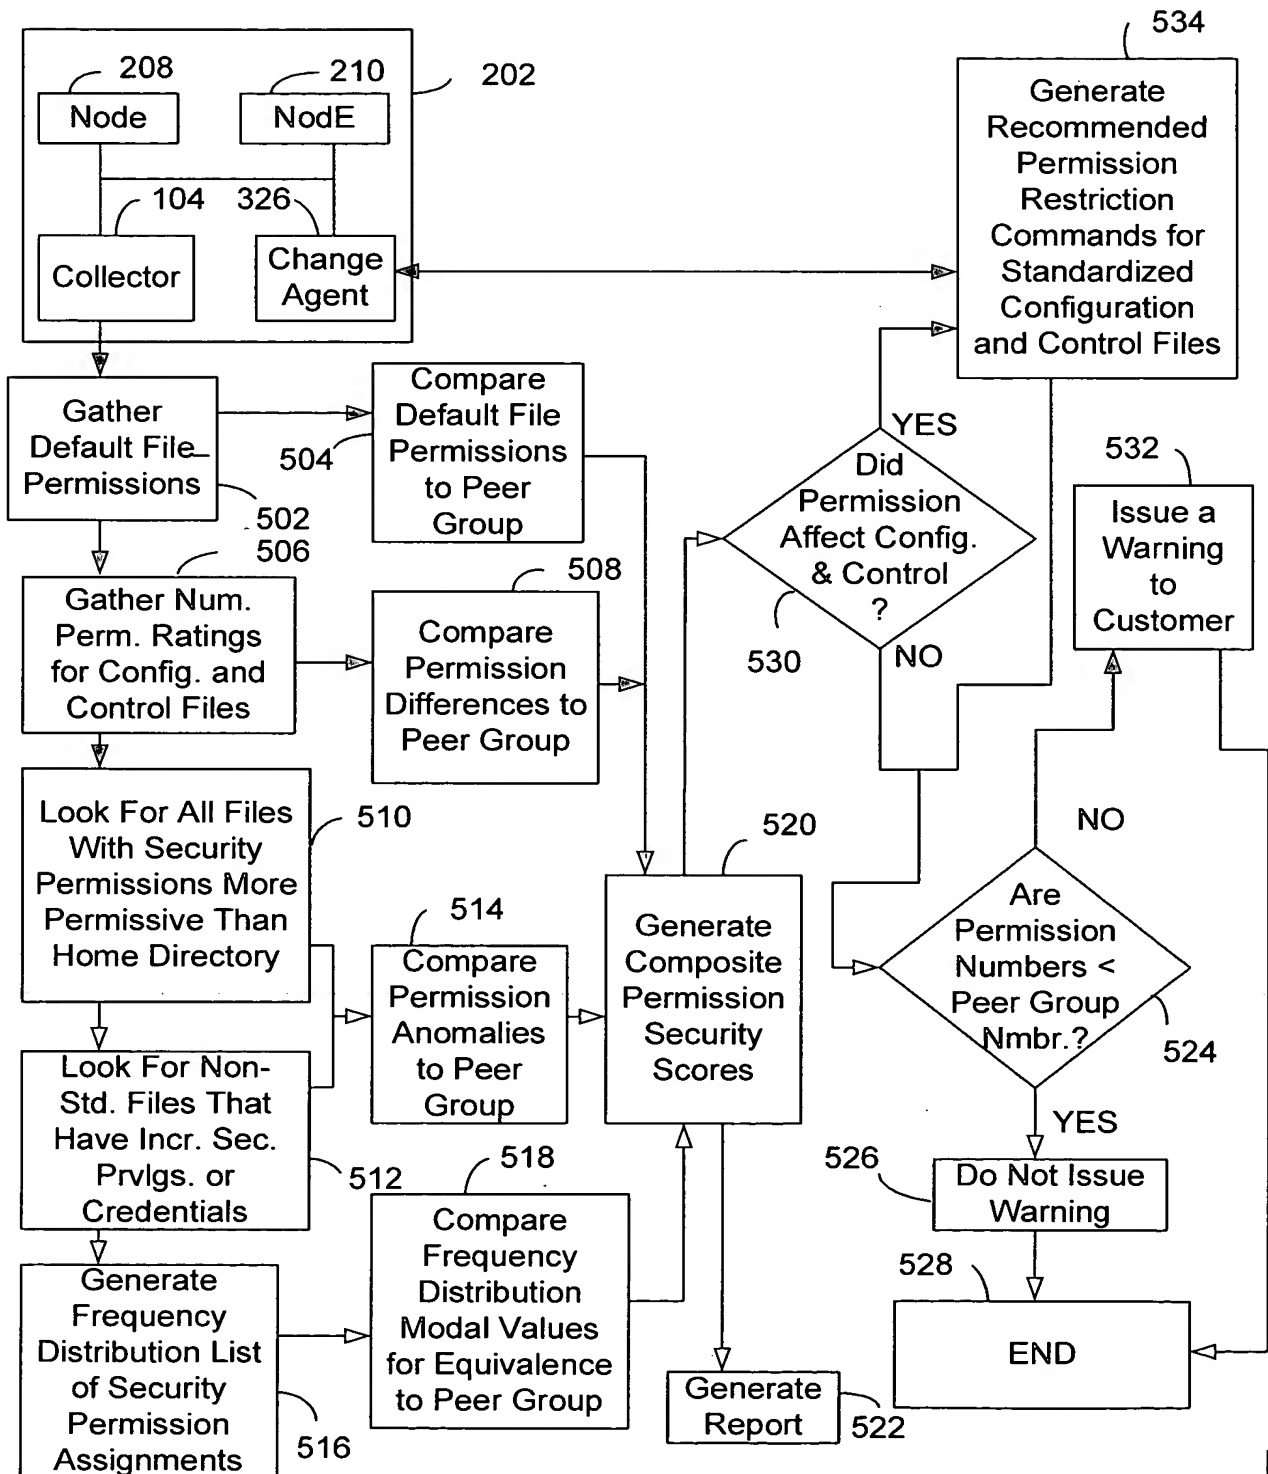 534
208
210
202
Node
NodE
104
326
Collector
Change
Agent
Generate
Recommended
Permission
Restriction
Commands for
Standardized
Configuration
and Control Files
Gather
Default File
Permissions
502
504
Compare
Default File
Permissions
to Peer
Group
506
Gather Num.
Perm. Ratings
for Config. and
Control Files
508
Compare
Permission
Differences to
Peer Group
YES
Did
Permission
Affect Config.
& Control
?
530
NO
532
Issue a
Warning
to
Customer
Look For All Files
With Security
Permissions More
Permissive Than
Home Directory
510
514
Compare
Permission
Anomalies
to Peer
Group
520
Generate
Composite
Permission
Security
Scores
NO
Are
Permission
Numbers <
Peer Group
Nmbr.?
524
YES
Look For Non-
Std. Files That
Have Incr. Sec.
Prvlgs. or
Credentials
512
518
Compare
Frequency
Distribution
Modal Values
for Equivalence
to Peer Group
526
Do Not Issue
Warning
528
END
Generate
Frequency
Distribution List
of Security
Permission
Assignments
516
Generate
Report
522